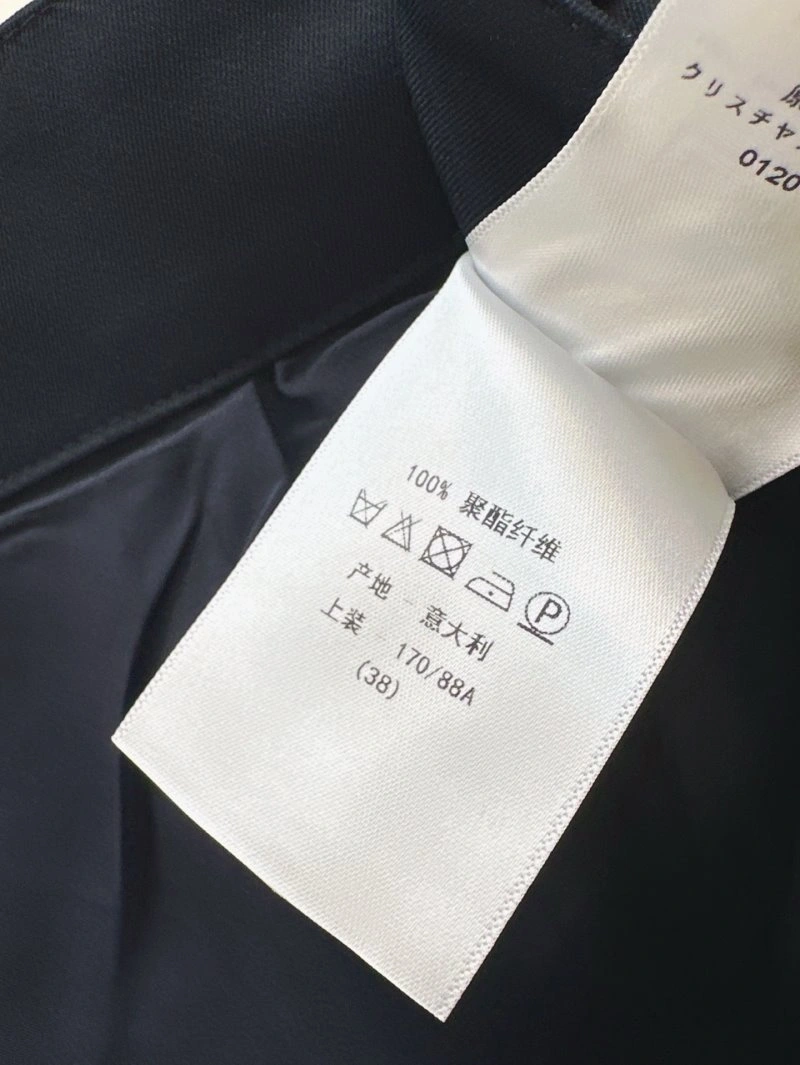 クリスチャ
0120
100% 聚酯纤维
P
产地 - 意大利
上装 - 170/88A
(38)